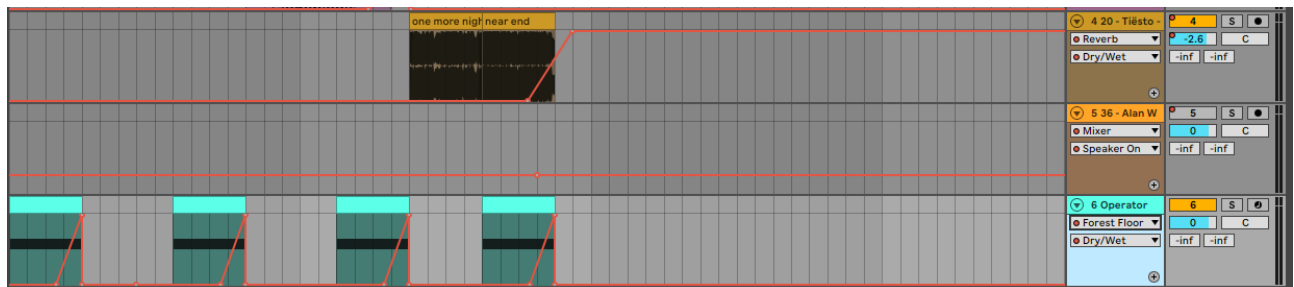 one more nigh near end
4 20 - Tiësto -
4
S
Reverb
-2.6
C
Dry/Wet
-inf
-inf
5 36 - Alan W
5
S
Mixer
0
C
Speaker On
-inf
-inf
6 Operator
6
S
Forest Floor
0
C
Dry/Wet
-inf
-inf